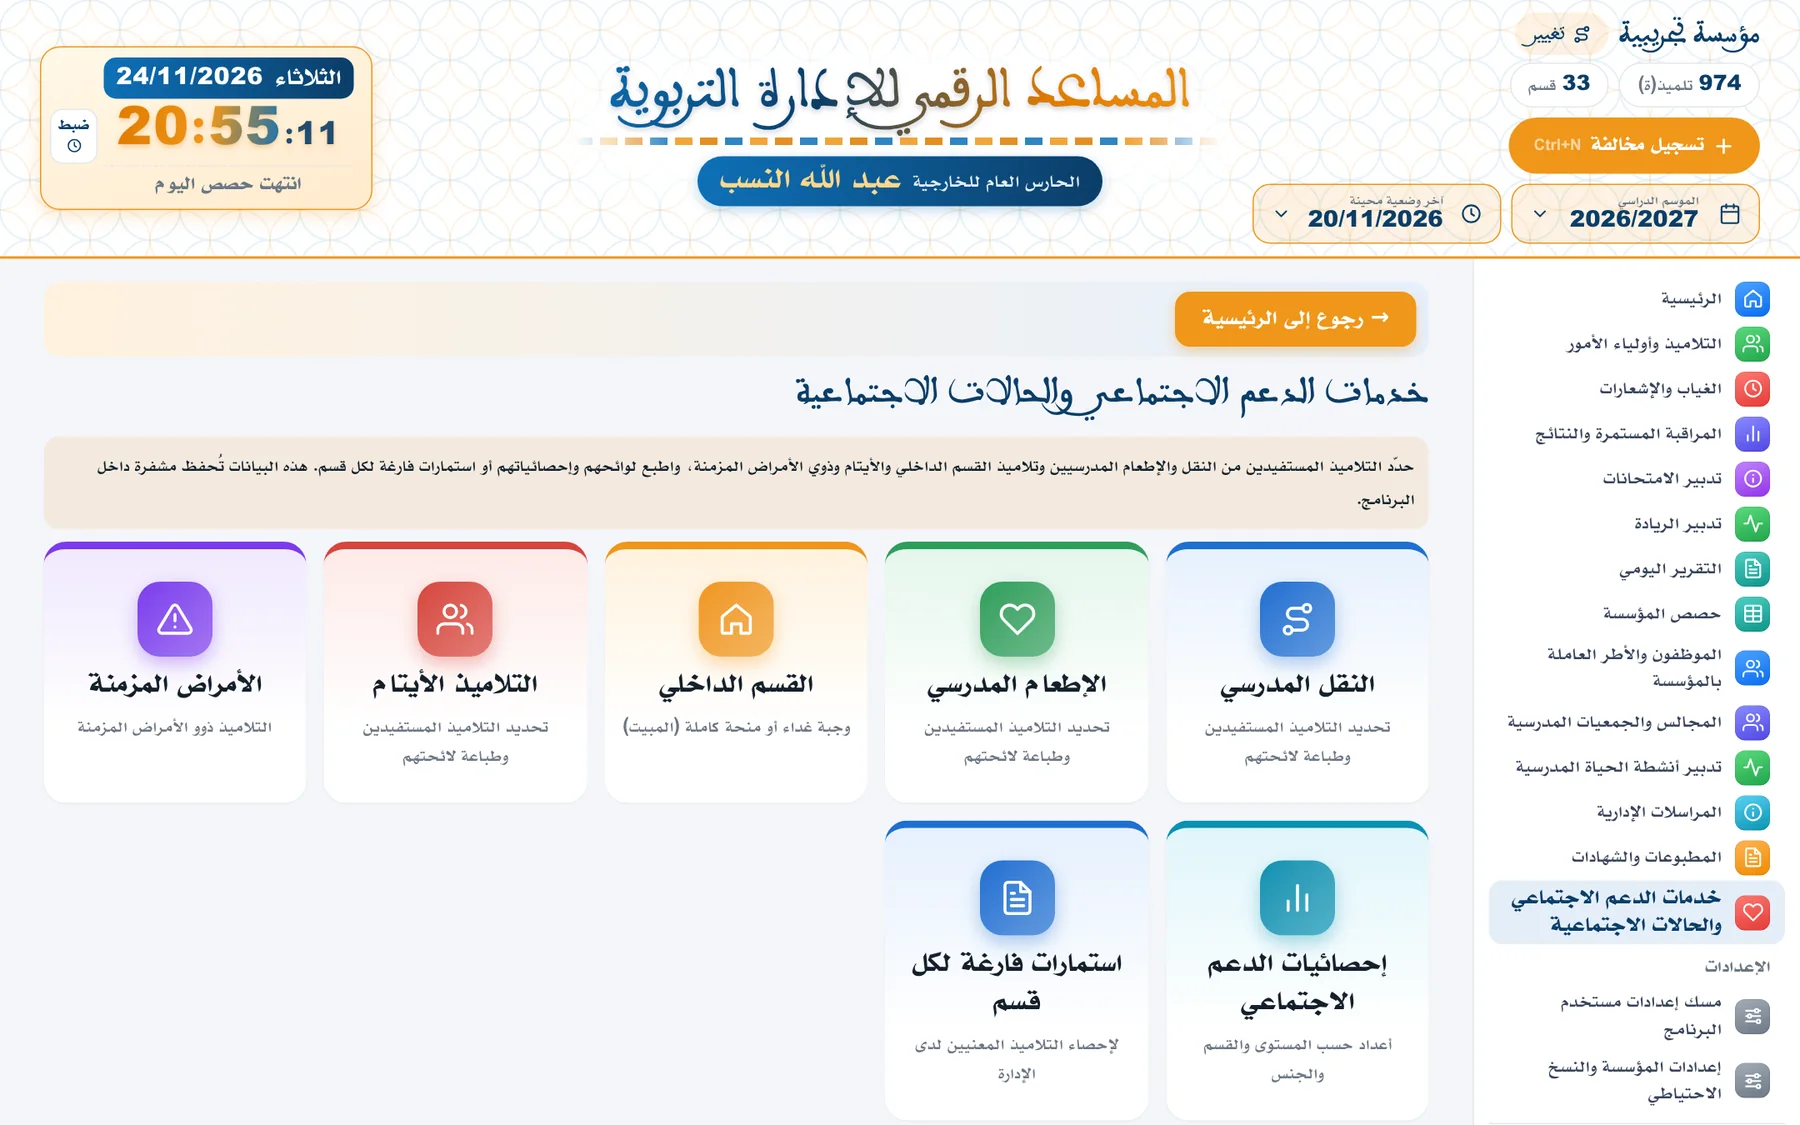 مؤسسة تجريبية
تغيير
974 تلميذ(ة)
33 قسم
+ تسجيل مخالفة Ctrl+N
الموسم الدراسي
2026/2027
آخر وضعية محينة
20/11/2026
المساعد الرقمي للإدارة التربوية
الحارس العام للخارجية عبد الله النسب
الثلاثاء 24/11/2026
20:55:11
ضبط
انتهت حصص اليوم
الرئيسية
التلاميذ وأولياء الأمور
الغياب والإشعارات
المراقبة المستمرة والنتائج
تدبير الامتحانات
تدبير الريادة
التقرير اليومي
حصص المؤسسة
الموظفون والأطر العاملة
بالمؤسسة
المجالس والجمعيات المدرسية
تدبير أنشطة الحياة المدرسية
المراسلات الإدارية
المطبوعات والشهادات
خدمات الدعم الاجتماعي
والحالات الاجتماعية
الإعدادات
مسك إعدادات مستخدم
البرنامج
إعدادات المؤسسة والنسخ
الاحتياطي
→ رجوع إلى الرئيسية
خدمات الدعم الاجتماعي والحالات الاجتماعية
حدّد التلاميذ المستفيدين من النقل والإطعام المدرسيين وتلاميذ القسم الداخلي والأيتام وذوي الأمراض المزمنة، واطبع لوائحهم وإحصائياتهم أو استمارات فارغة لكل قسم. هذه البيانات تُحفظ مشفرة داخل
البرنامج.
النقل المدرسي
تحديد التلاميذ المستفيدين
وطباعة لائحتهم
الإطعام المدرسي
تحديد التلاميذ المستفيدين
وطباعة لائحتهم
القسم الداخلي
وجبة غداء أو منحة كاملة (المبيت)
التلاميذ الأيتام
تحديد التلاميذ المستفيدين
وطباعة لائحتهم
الأمراض المزمنة
التلاميذ ذوو الأمراض المزمنة
إحصائيات الدعم
الاجتماعي
أعداد حسب المستوى والقسم
والجنس
استمارات فارغة لكل
قسم
لإحصاء التلاميذ المعنيين لدى
الإدارة